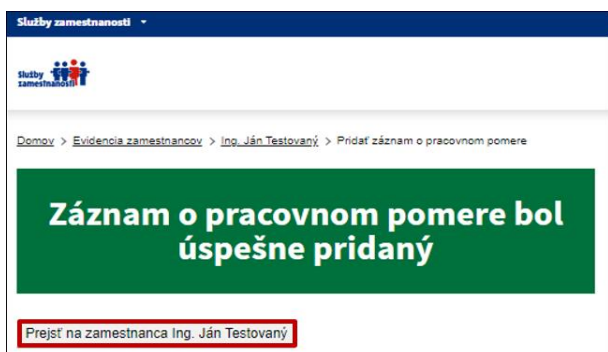 Služby zamestnanosti
služby
zamestnanosti
Domov > Evidencia zamestnancov > Ing. Ján Testovaný > Pridať záznam o pracovnom pomere
Záznam o pracovnom pomere bol
úspešne pridaný
Prejsť na zamestnanca Ing. Ján Testovaný